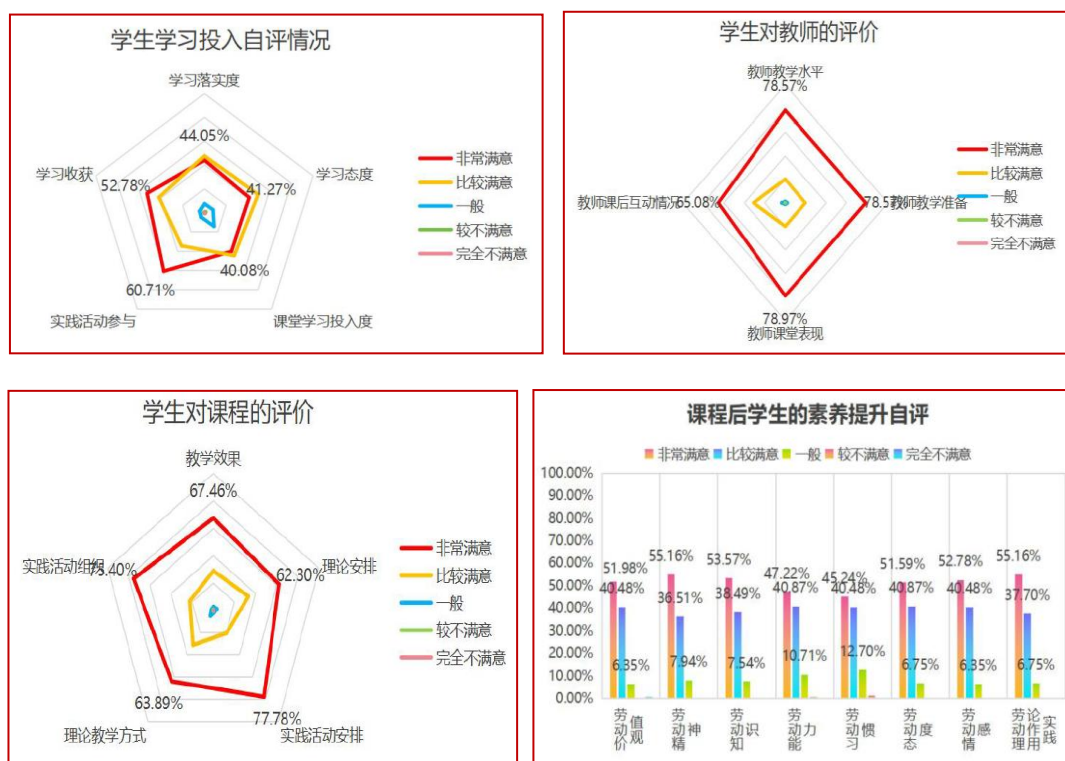 学生学习投入自评情况
学习落实度
44.05%
学习收获
52.78%
学习态度
41.27%
40.08%
60.71%
实践活动参与
课堂学习投入度
非常满意
比较满意
一般
较不满意
完全不满意
学生对教师的评价
教师教学水平
78.57%
教师课后互动情况
65.08%
78.57%
教师教学准备
78.97%
教师课堂表现
非常满意
比较满意
一般
较不满意
完全不满意
学生对课程的评价
教学效果
67.46%
实践活动组织
75.40%
62.30%
理论安排
63.89%
77.78%
理论教学方式
实践活动安排
非常满意
比较满意
一般
较不满意
完全不满意
课程后学生的素养提升自评
非常满意 比较满意 一般 较不满意 完全不满意
100.00%
90.00%
80.00%
70.00%
60.00%
50.00%
40.00%
30.00%
20.00%
10.00%
0.00%
51.98% 55.16% 53.57% 47.22% 45.24% 51.59% 52.78% 55.16%
40.48% 36.51% 38.49% 40.87% 40.48% 40.87% 40.48% 37.70%
6.35% 7.94% 7.54% 10.71% 12.70% 6.75% 6.35% 6.75%
劳动价值观
劳动精神
劳动知识
劳动能力
劳动习惯
劳动态度
劳动情感
劳动理论作用实践